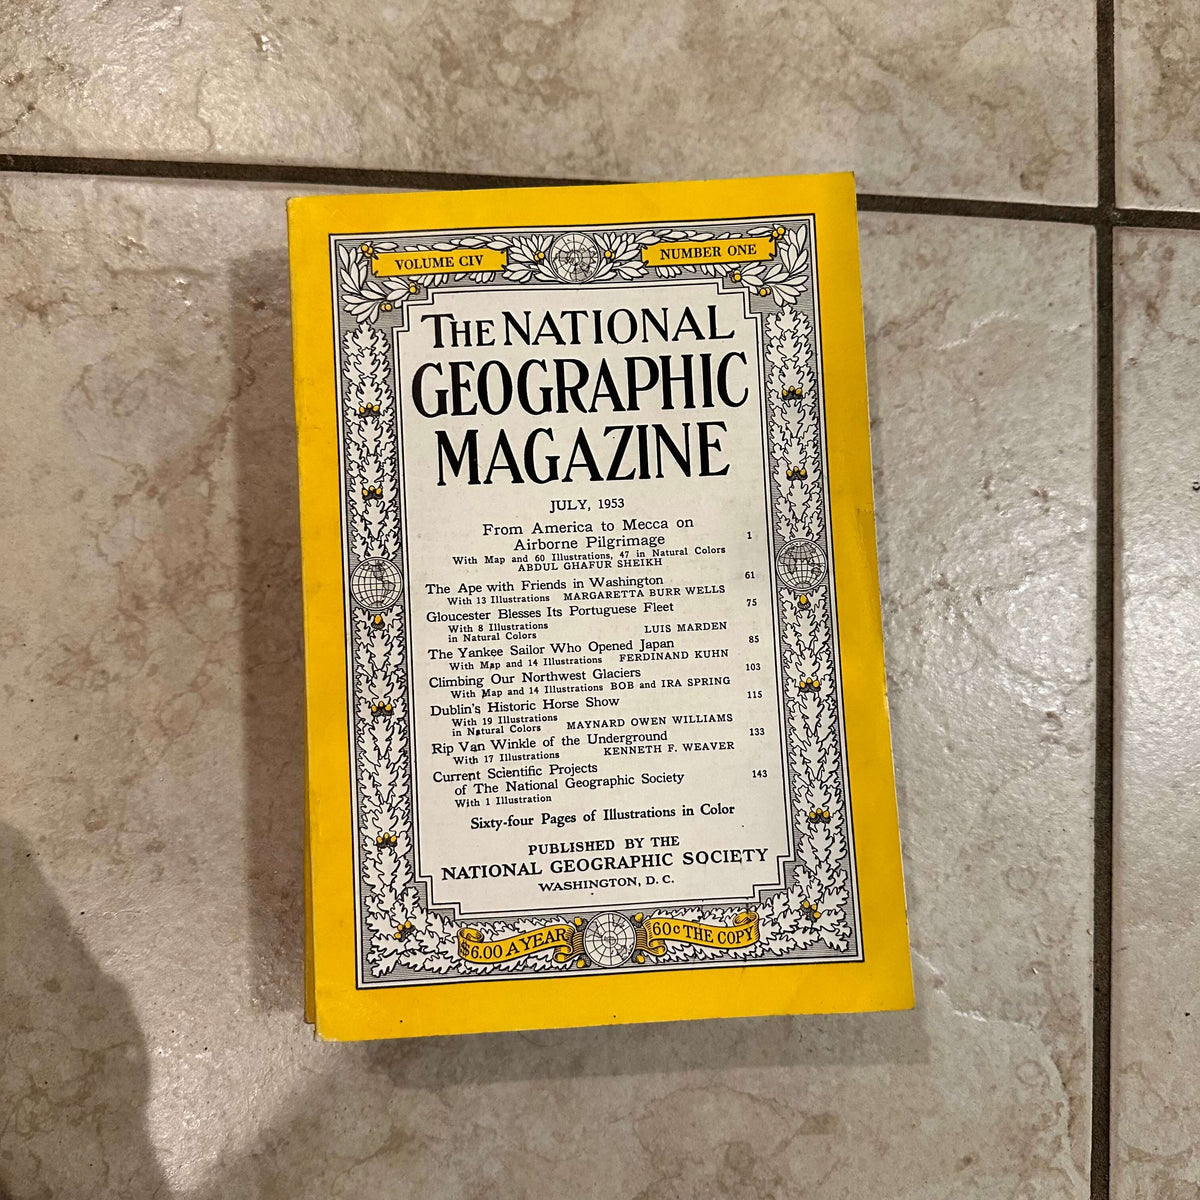 VOLUME CIV
NUMBER ONE
THE NATIONAL
GEOGRAPHIC
MAGAZINE
JULY, 1953
From America to Mecca on
Airborne Pilgrimage 1
With Map and 60 Illustrations, 47 in Natural Colors
ABDUL GHAFUR SHEIKH
The Ape with Friends in Washington 61
With 13 Illustrations MARGARETTA BURR WELLS
Gloucester Blesses Its Portuguese Fleet 75
With 8 Illustrations
in Natural Colors LUIS MARDEN
The Yankee Sailor Who Opened Japan 85
With Map and 14 Illustrations FERDINAND KUHN
Climbing Our Northwest Glaciers 103
With Map and 14 Illustrations BOB and IRA SPRING
Dublin's Historic Horse Show 115
With 19 Illustrations
in Natural Colors MAYNARD OWEN WILLIAMS
Rip Van Winkle of the Underground 133
With 17 Illustrations KENNETH F. WEAVER
Current Scientific Projects
of The National Geographic Society 143
With 1 Illustration
Sixty-four Pages of Illustrations in Color
PUBLISHED BY THE
NATIONAL GEOGRAPHIC SOCIETY
WASHINGTON, D. C.
$6.00 A YEAR
60c THE COPY